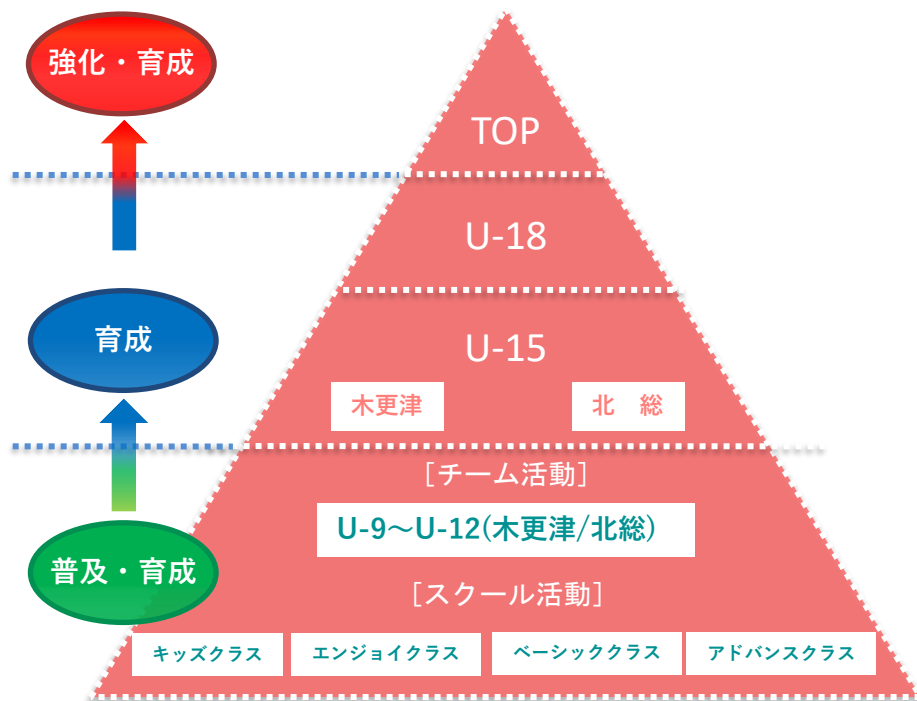 強化・育成
TOP
U-18
育成
U-15
木更津
北　総
［チーム活動］
U-9～U-12(木更津/北総)
普及・育成
［スクール活動］
キッズクラス
エンジョイクラス
ベーシッククラス
アドバンスクラス